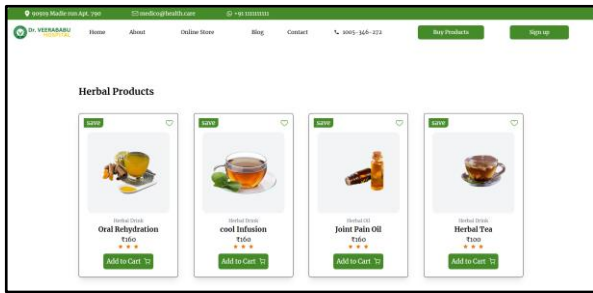 90919 Madie run Apt. 790 medico@health.care +91 1111111111
Dr. VEERABABU
HOSPITAL
Home About Online Store Blog Contact 1005-346-272 Buy Products Sign up
Herbal Products
save save save save
Herbal Drink Herbal Drink Herbal Oil Herbal Drink
Oral Rehydration cool Infusion Joint Pain Oil Herbal Tea
₹160 ₹160 ₹160 ₹100
Add to Cart Add to Cart Add to Cart Add to Cart